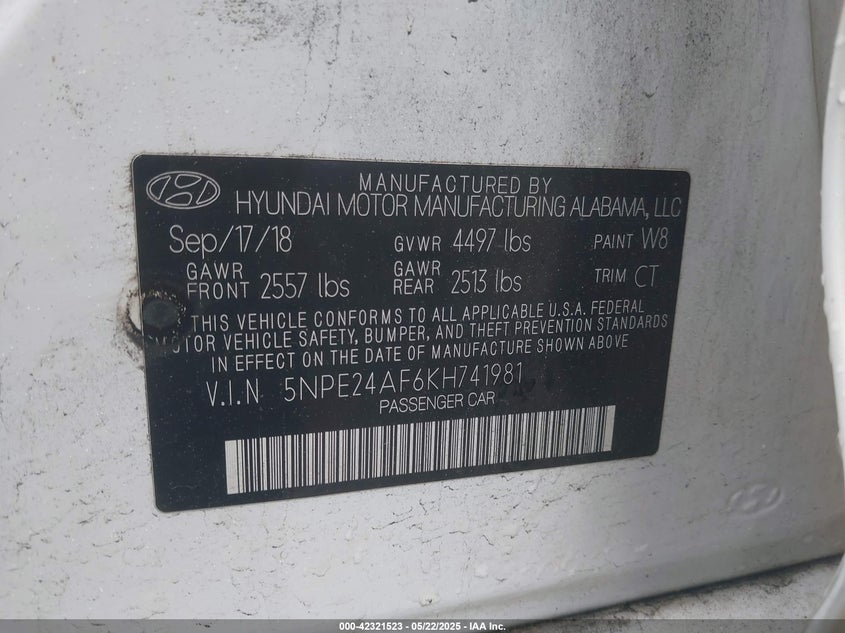 MANUFACTURED BY
HYUNDAI MOTOR MANUFACTURING ALABAMA, LLC
Sep/17/18 GVWR 4497 lbs PAINT W8
GAWR FRONT 2557 lbs GAWR REAR 2513 lbs TRIM CT
THIS VEHICLE CONFORMS TO ALL APPLICABLE U.S.A. FEDERAL
MOTOR VEHICLE SAFETY, BUMPER, AND THEFT PREVENTION STANDARDS
IN EFFECT ON THE DATE OF MANUFACTURE SHOWN ABOVE.
V.I.N 5NPE24AF6KH741981
PASSENGER CAR
000-42321523 - 05/22/2025 - IAA Inc.